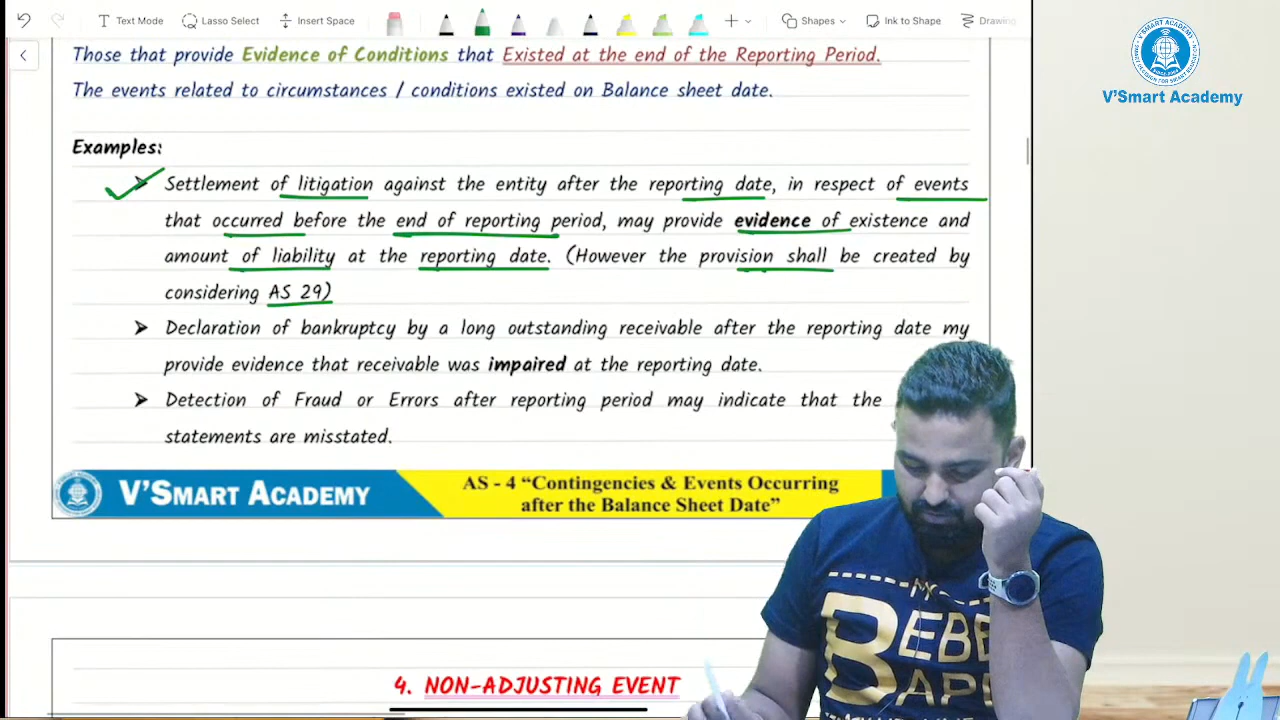 Text Mode Lasso Select Insert Space Shapes Ink to Shape Drawing
Those that provide Evidence of Conditions that Existed at the end of the Reporting Period.
The events related to circumstances / conditions existed on Balance sheet date.
Examples:
Settlement of litigation against the entity after the reporting date, in respect of events
that occurred before the end of reporting period, may provide evidence of existence and
amount of liability at the reporting date. (However the provision shall be created by
considering AS 29)
Declaration of bankruptcy by a long outstanding receivable after the reporting date my
provide evidence that receivable was impaired at the reporting date.
Detection of Fraud or Errors after reporting period may indicate that the
statements are misstated.
V'SMART ACADEMY
AS - 4 “Contingencies & Events Occurring
after the Balance Sheet Date”
4. NON-ADJUSTING EVENT
V'Smart Academy
MY